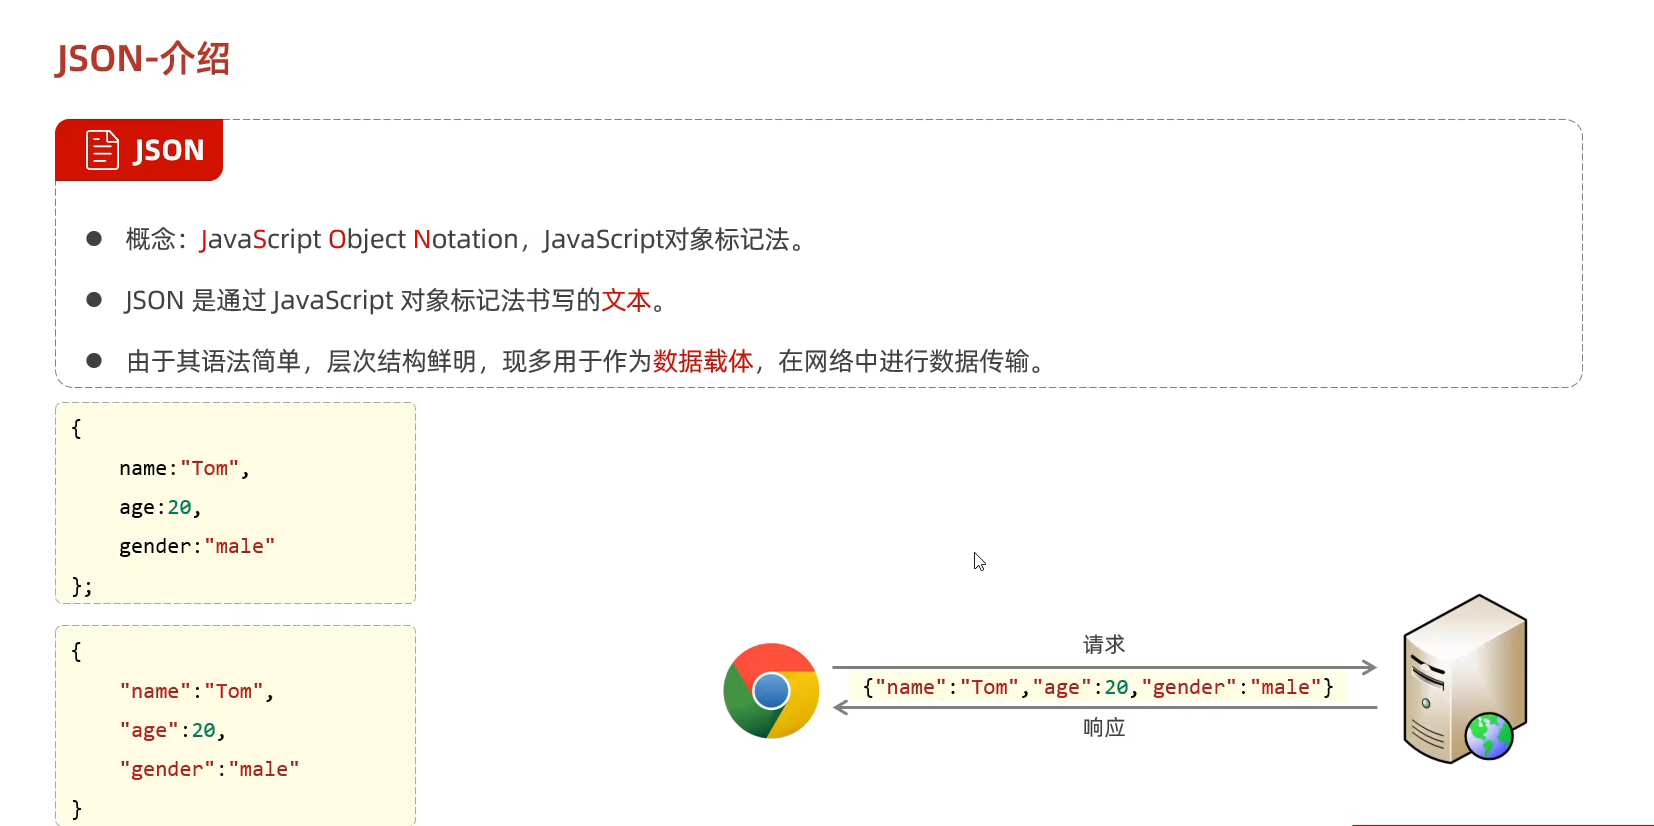 JSON-介绍
JSON
概念：JavaScript Object Notation，JavaScript对象标记法。
JSON 是通过 JavaScript 对象标记法书写的文本。
由于其语法简单，层次结构鲜明，现多用于作为数据载体，在网络中进行数据传输。
{
name:"Tom",
age:20,
gender:"male"
};
{
"name":"Tom",
"age":20,
"gender":"male"
}
请求
{"name":"Tom","age":20,"gender":"male"}
响应